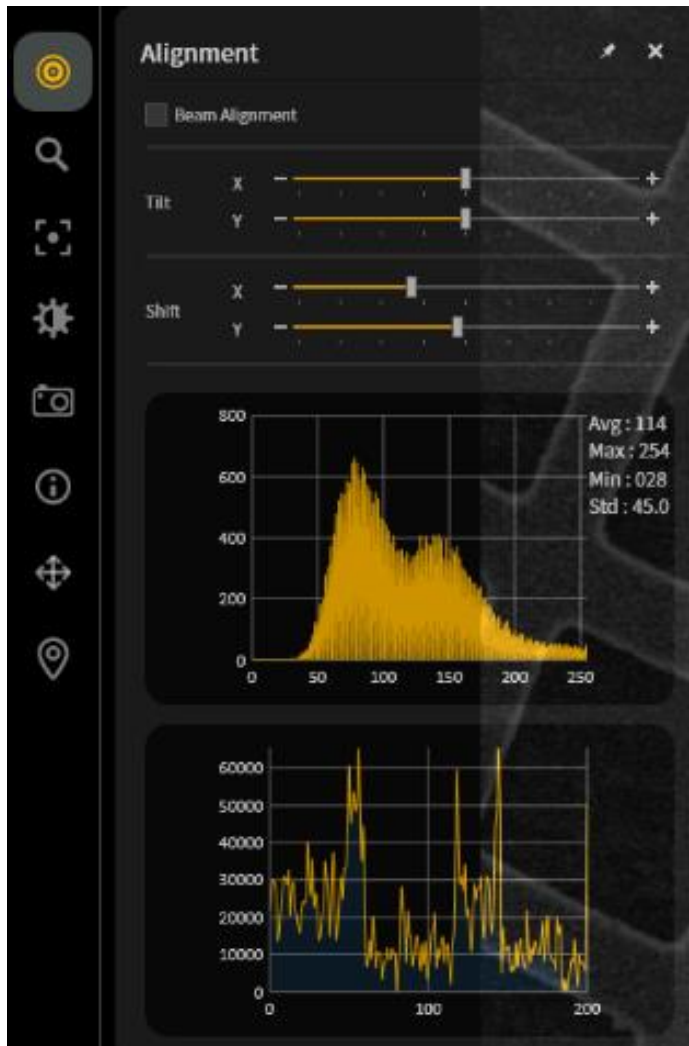 Alignment
Beam Alignment
Tilt
X
Y
Shift
X
Y
800
600
400
200
0
0 50 100 150 200 250
Avg : 114
Max : 254
Min : 028
Std : 45.0
60000
50000
40000
30000
20000
10000
0
0 100 200